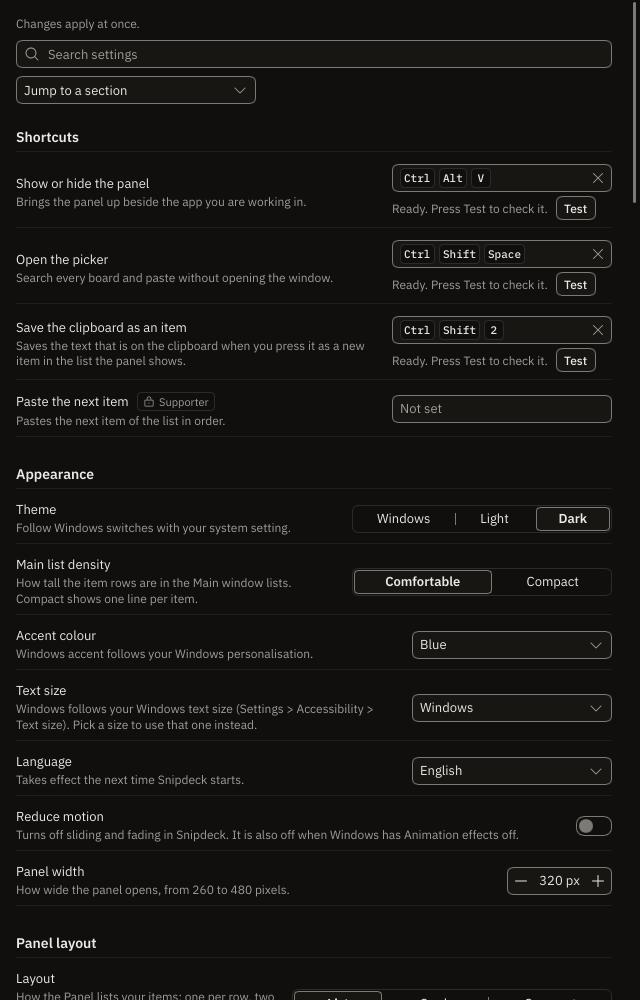 Changes apply at once.
Search settings
Jump to a section
Shortcuts
Show or hide the panel
Brings the panel up beside the app you are working in.
Ctrl Alt V
Ready. Press Test to check it. Test
Open the picker
Search every board and paste without opening the window.
Ctrl Shift Space
Ready. Press Test to check it. Test
Save the clipboard as an item
Saves the text that is on the clipboard when you press it as a new
item in the list the panel shows.
Ctrl Shift 2
Ready. Press Test to check it. Test
Paste the next item Supporter
Pastes the next item of the list in order.
Not set
Appearance
Theme
Follow Windows switches with your system setting.
Windows Light Dark
Main list density
How tall the item rows are in the Main window lists.
Compact shows one line per item.
Comfortable Compact
Accent colour
Windows accent follows your Windows personalisation.
Blue
Text size
Windows follows your Windows text size (Settings > Accessibility >
Text size). Pick a size to use that one instead.
Windows
Language
Takes effect the next time Snipdeck starts.
English
Reduce motion
Turns off sliding and fading in Snipdeck. It is also off when Windows has Animation effects off.
Panel width
How wide the panel opens, from 260 to 480 pixels.
320 px
Panel layout
Layout
How the Panel lists your items: one per row, two